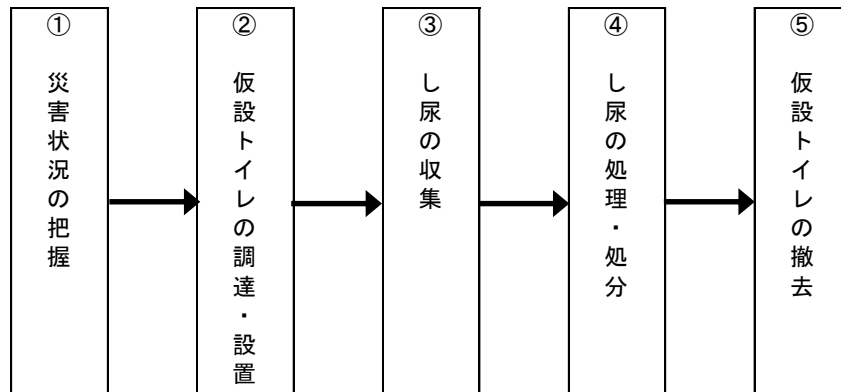 ①
災害状況の把握
②
仮設トイレの調達・設置
③
し尿の収集
④
し尿の処理・処分
⑤
仮設トイレの撤去